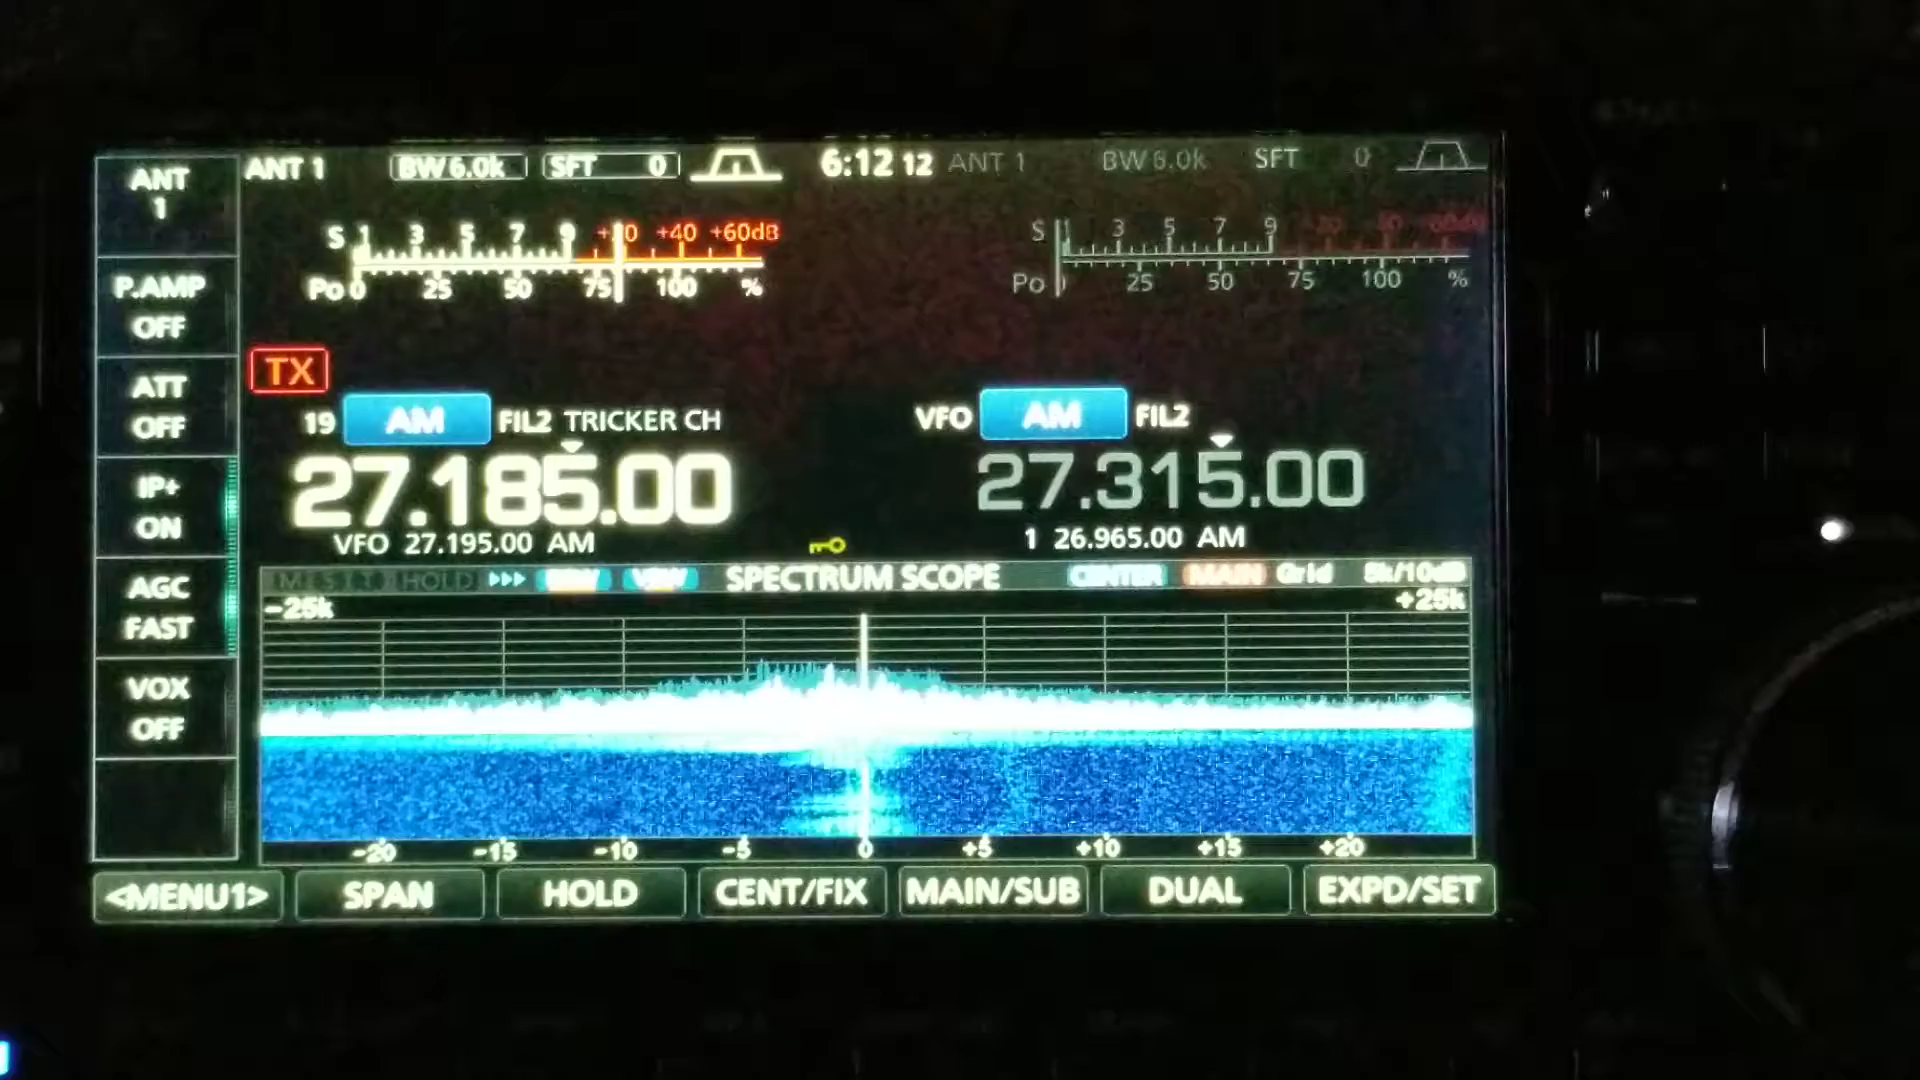 ANT 1
ANT 1 BW 6.0k SFT 0 6:12 12 ANT 1 BW 6.0k SFT 0
S 1 3 5 7 9 +40 +60dB
Po 0 25 50 75 100 %
S 1 3 5 7 9
Po 25 50 75 100 %
P.AMP OFF
TX
ATT OFF
19 AM FIL2 TRICKER CH
VFO AM FIL2
27.185.00
27.315.00
VFO 27.195.00 AM
1 26.965.00 AM
IP+ ON
HOLD SPECTRUM SCOPE CENTER MAIN Grid 5k/10dB
-25k +25k
AGC FAST
VOX OFF
-20 -15 -10 -5 0 +5 +10 +15 +20
<MENU1> SPAN HOLD CENT/FIX MAIN/SUB DUAL EXPD/SET